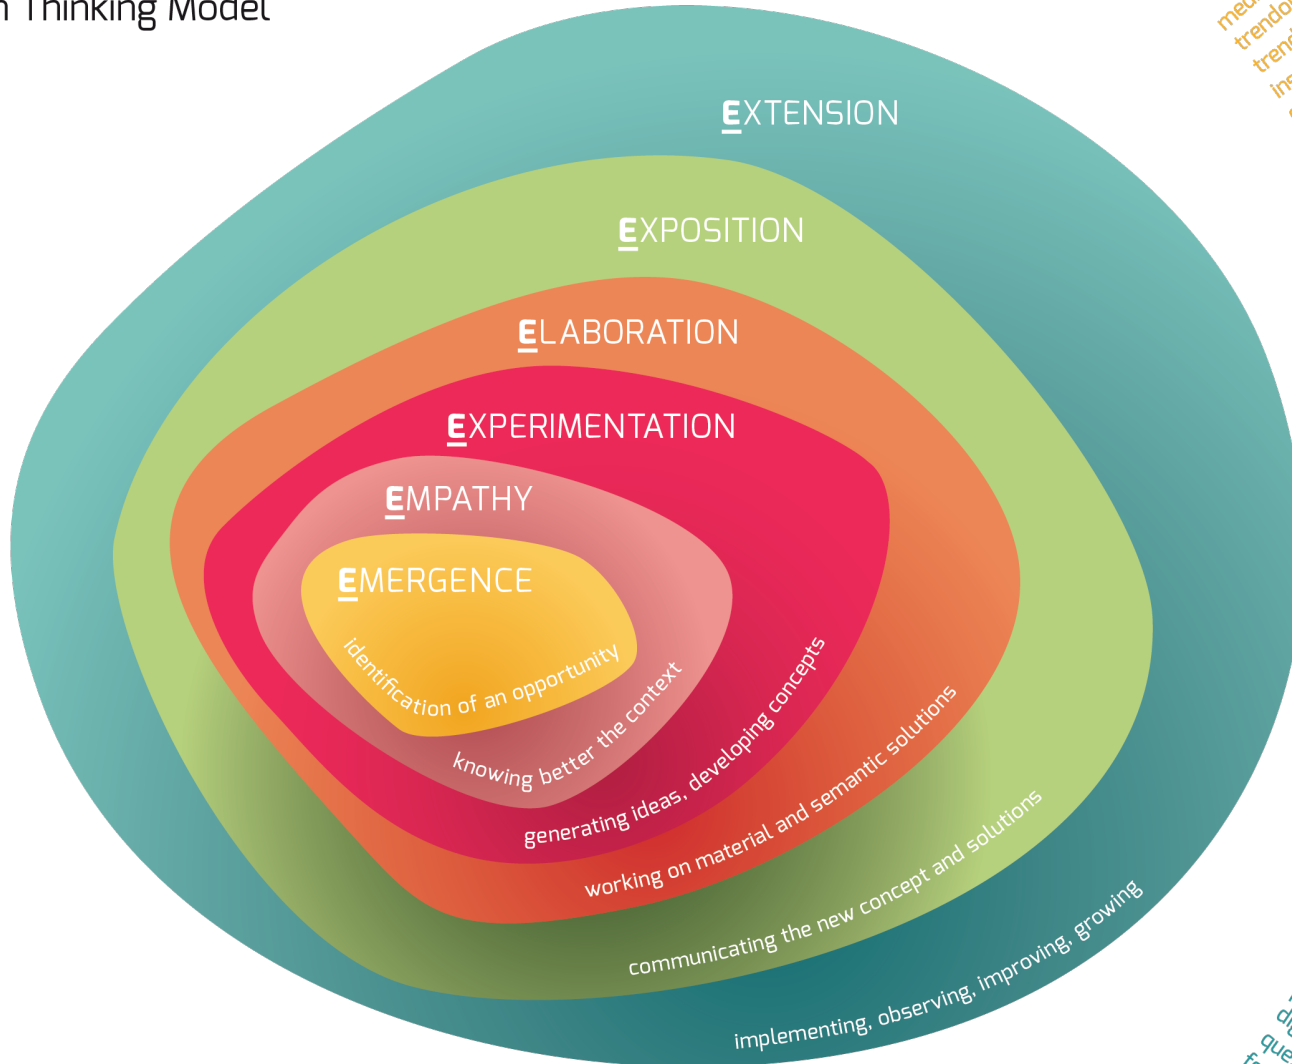 Thinking Model
EXTENSION
EXPOSITION
ELABORATION
EXPERIMENTATION
EMPATHY
EMERGENCE
identification of an opportunity
knowing better the context
generating ideas, developing concepts
working on material and semantic solutions
communicating the new concept and solutions
implementing, observing, improving, growing